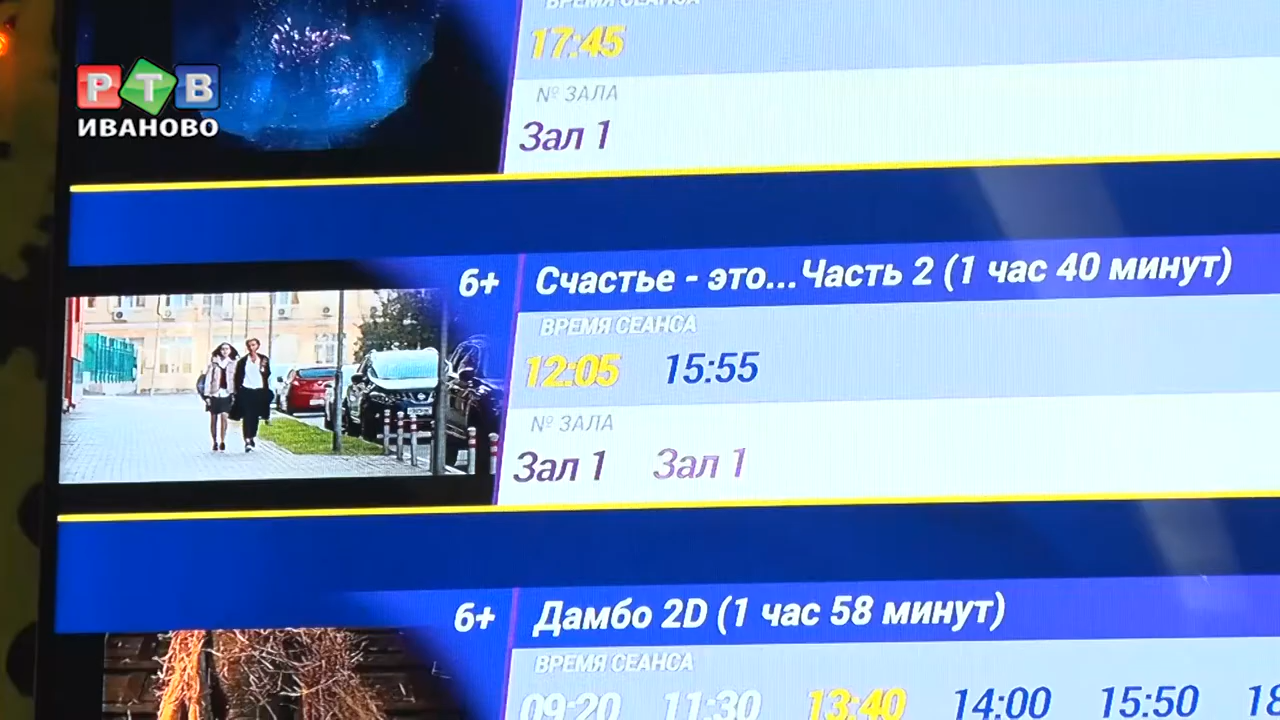 РТВ
ИВАНОВО
ВРЕМЯ СЕАНСА
17:45
№ ЗАЛА
Зал 1
6+
Счастье - это...Часть 2 (1 час 40 минут)
ВРЕМЯ СЕАНСА
12:05 15:55
№ ЗАЛА
Зал 1 Зал 1
6+
Дамбо 2D (1 час 58 минут)
ВРЕМЯ СЕАНСА
09:20 11:30 13:40 14:00 15:50